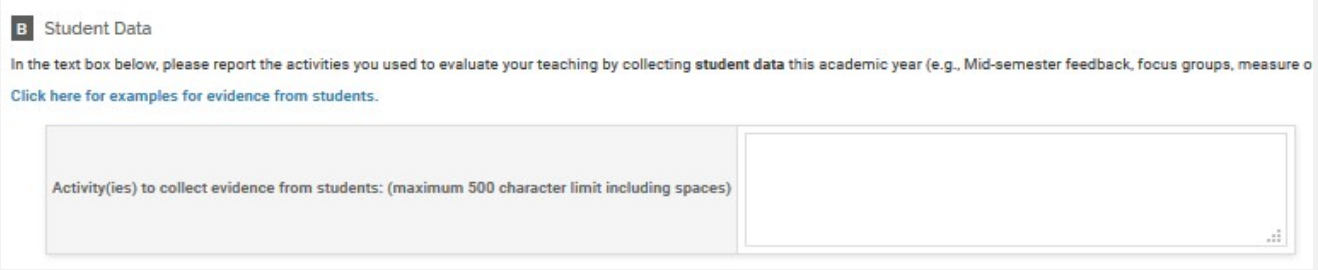 B Student Data
In the text box below, please report the activities you used to evaluate your teaching by collecting student data this academic year (e.g., Mid-semester feedback, focus groups, measure o
Click here for examples for evidence from students.
Activity(ies) to collect evidence from students: (maximum 500 character limit including spaces)